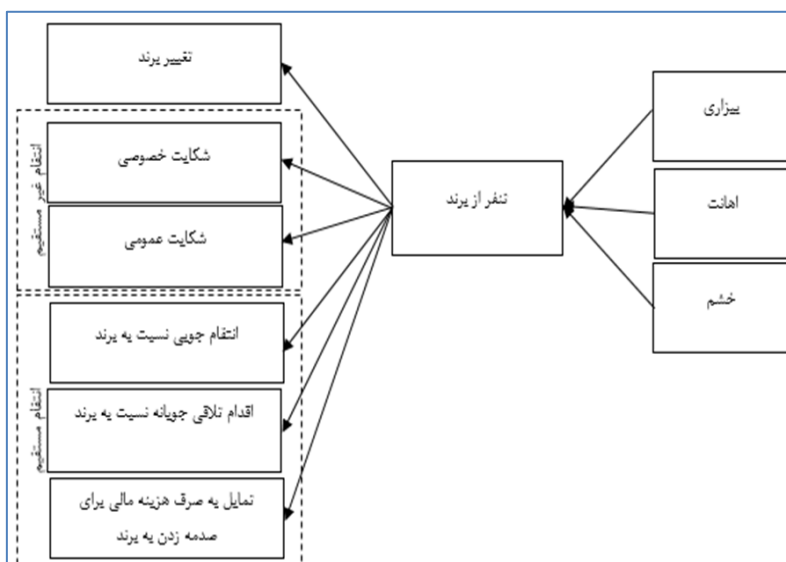 بیزاری
اهانت
خشم
تنفر از برند
تغییر برند
انتقام غیر مستقیم
شکایت خصوصی
شکایت عمومی
انتقام مستقیم
انتقام جویی نسبت به برند
اقدام تلاقی جویانه نسبت به برند
تمایل به صرف هزینه مالی برای
صدمه زدن به برند